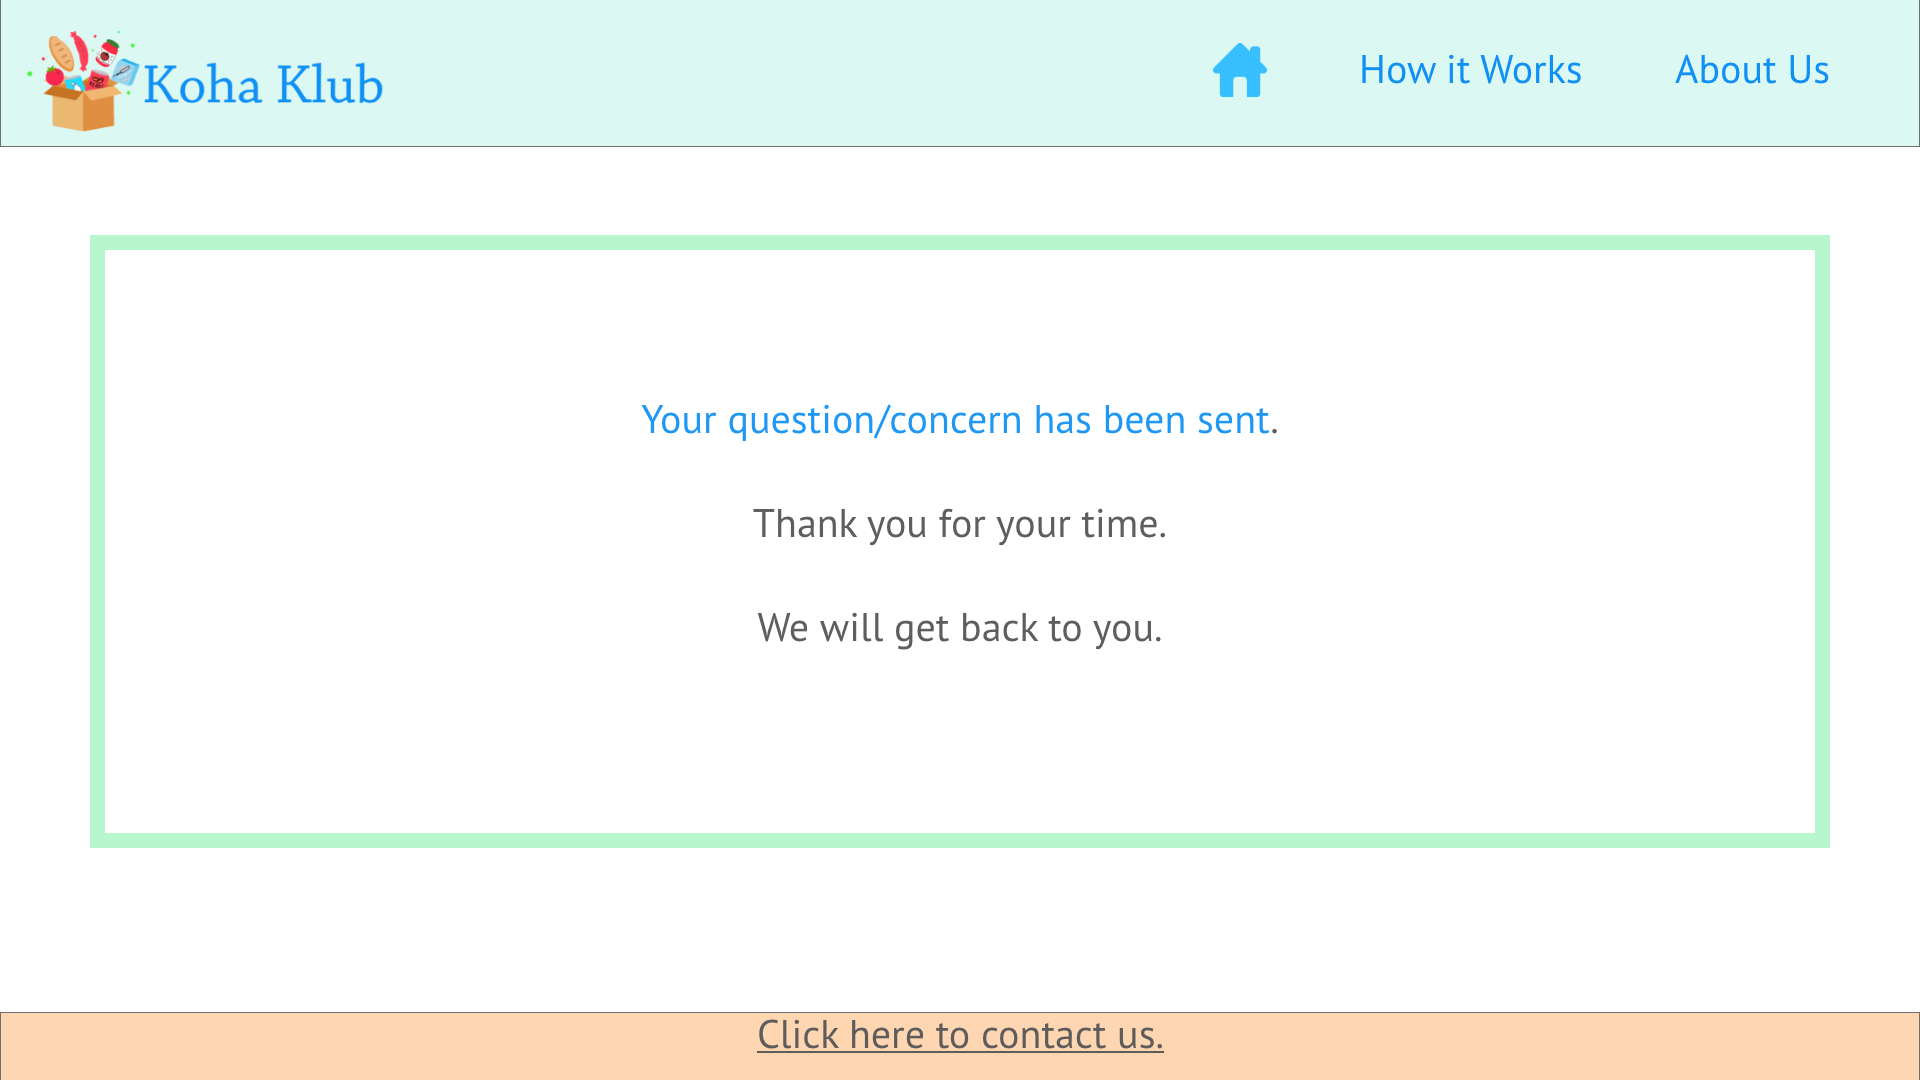 Koha Klub
How it Works
About Us
Your question/concern has been sent.
Thank you for your time.
We will get back to you.
Click here to contact us.